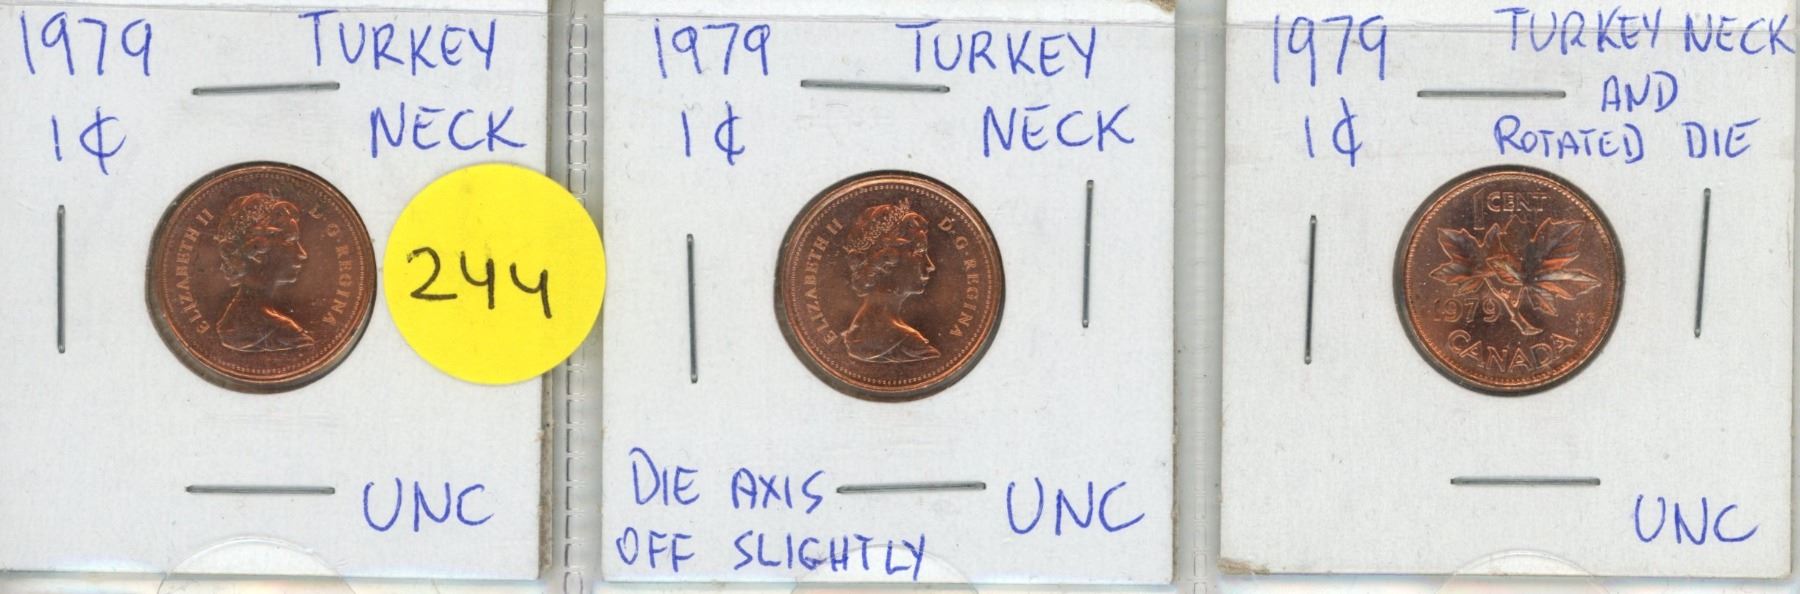 1979 TURKEY
1¢ NECK
ELIZABETH II D·G·REGINA
244
UNC
1979 TURKEY
1¢ NECK
ELIZABETH II D·G·REGINA
DIE AXIS
OFF SLIGHTLY
UNC
1979 TURKEY NECK
AND
1¢ ROTATED DIE
1 CENT
1979
CANADA
UNC